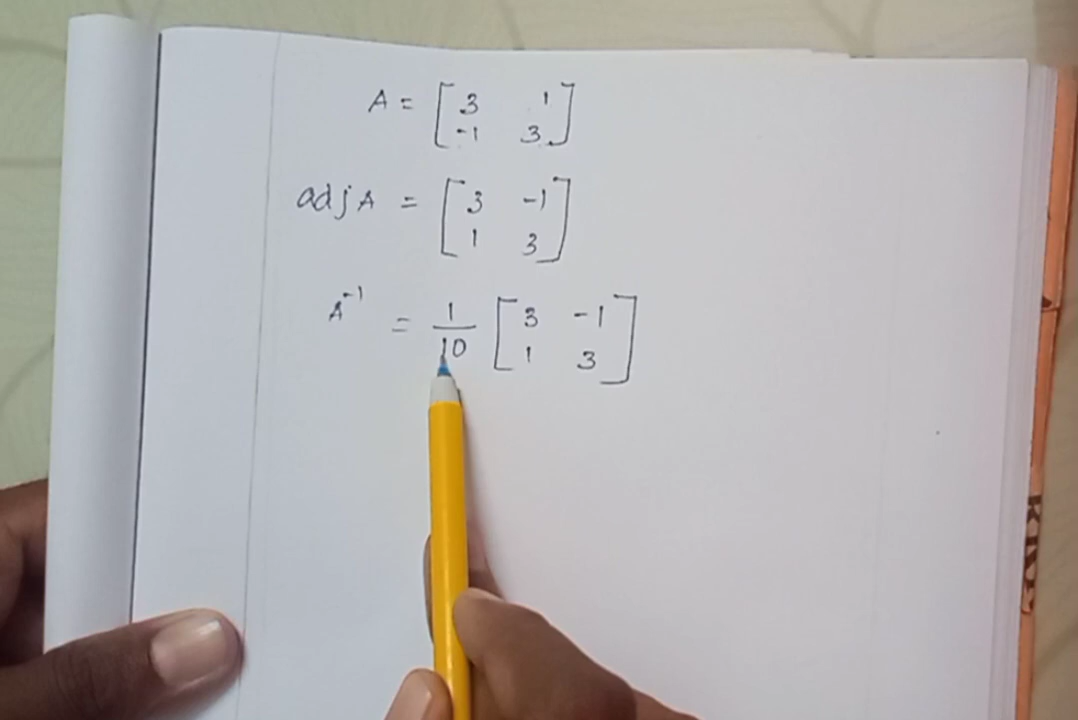 A = [ 3 1
-1 3 ]
adj A = [ 3 -1
1 3 ]
A⁻¹ = 1/10 [ 3 -1
1 3 ]